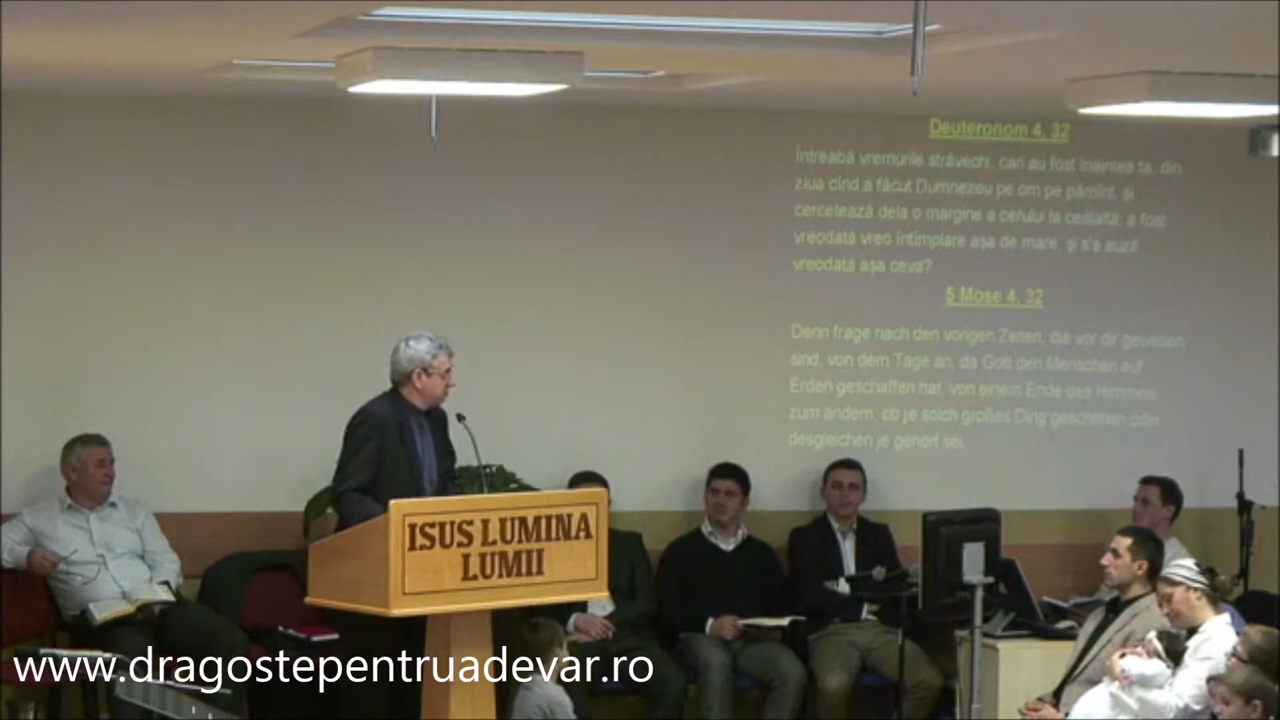 Deuteronom 4, 32
Întreabă vremurile străvechi, cari au fost înaintea ta, din
ziua cînd a făcut Dumnezeu pe om pe pămînt, şi
cercetează dela o margine a cerului la cealaltă: a fost
vreodată vreo întîmplare aşa de mare, şi s'a auzit
vreodată aşa ceva?
5 Mose 4, 32
Denn frage nach den vorigen Zeiten, die vor dir gewesen
sind, von dem Tage an, da Gott den Menschen auf
Erden geschaffen hat, von einem Ende des Himmels
zum andern, ob je solch großes Ding geschehen oder
desgleichen je gehört sei,
ISUS LUMINA
LUMII
www.dragostepentruadevar.ro